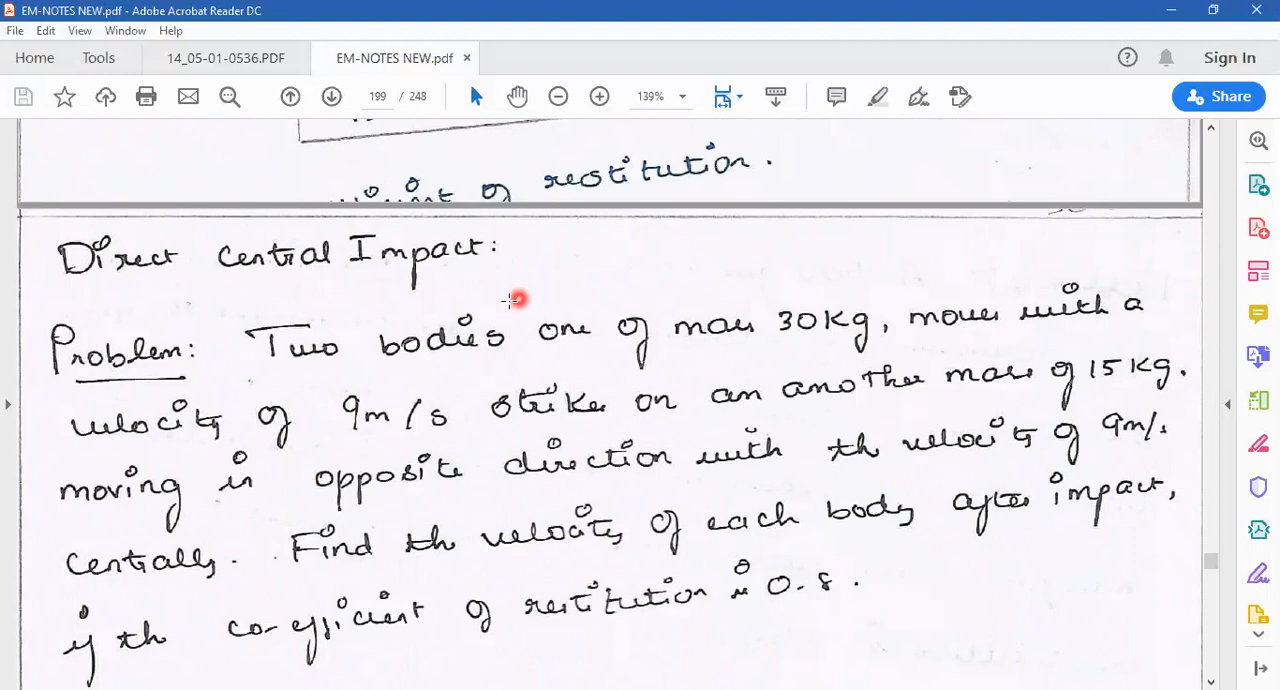 EM-NOTES NEW.pdf - Adobe Acrobat Reader DC
File Edit View Window Help
Home Tools 14_05-01-0536.PDF EM-NOTES NEW.pdf × Sign In
199 / 248 139% Share
of restitution.
Direct Central Impact:
Problem: Two bodies one of mass 30Kg, moves with a
velocity of 9m/s strikes on an another mass of 15Kg.
moving in opposite direction with the velocity of 9m/s
centrally. Find the velocity of each body after impact,
if the co-efficient of restitution is 0.8.